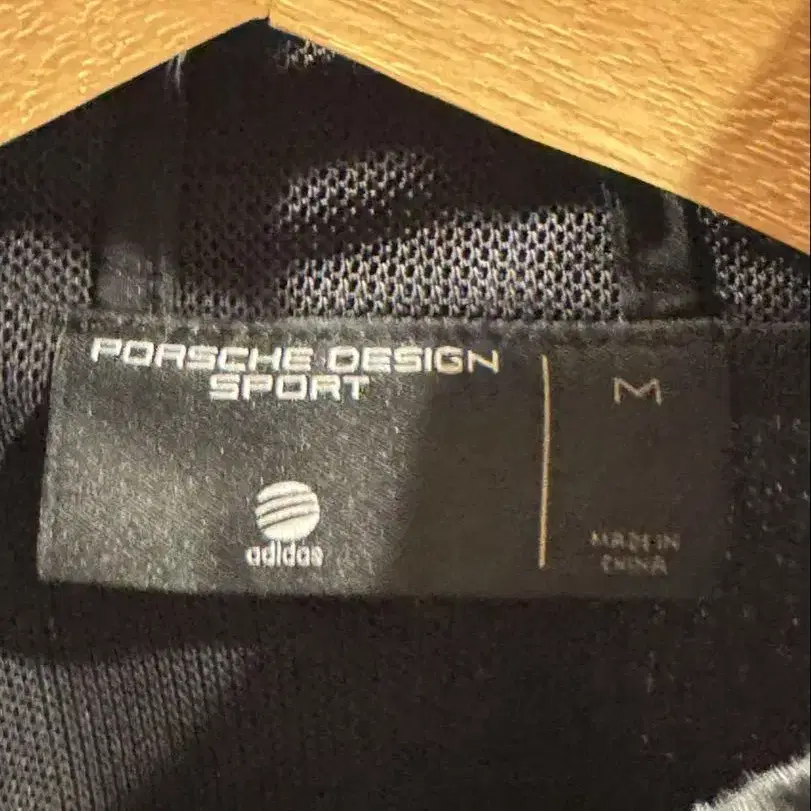 PORSCHE DESIGN
SPORT
adidas
M
MADE IN
CHINA